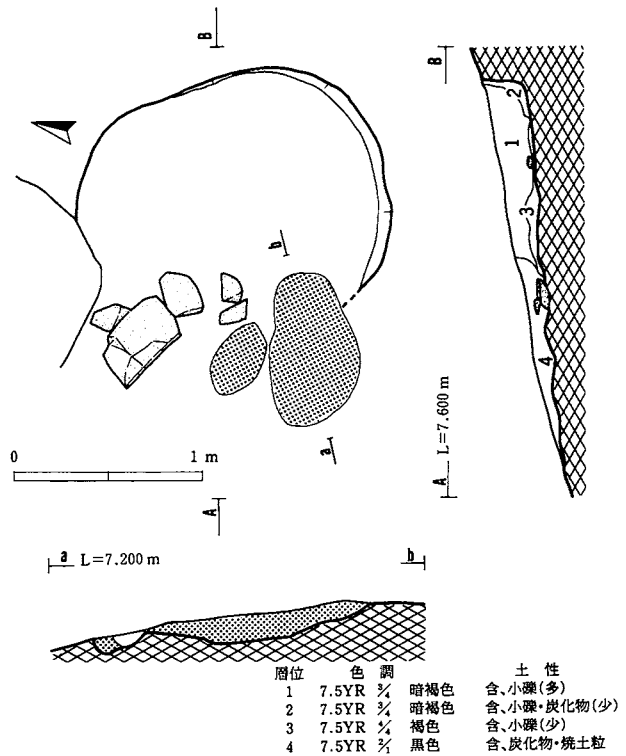 B
B
2
1
3
4
b
a
0 1 m
A
A L=7.600 m
a L=7.200 m b
層位 色調 土性
1 7.5YR 3/4 暗褐色 含、小礫(多)
2 7.5YR 3/4 暗褐色 含、小礫・炭化物(少)
3 7.5YR 4/4 褐色 含、小礫(少)
4 7.5YR 2/1 黒色 含、炭化物・焼土粒